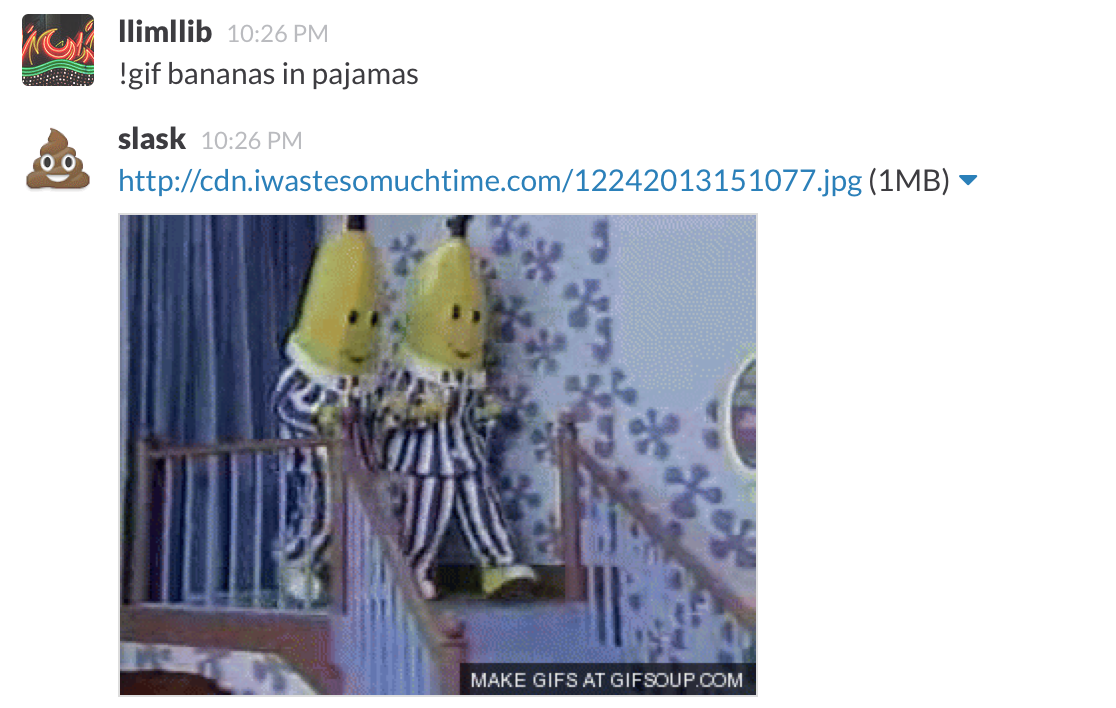 llimllib 10:26 PM
!gif bananas in pajamas
slask 10:26 PM
http://cdn.iwastesomuchtime.com/12242013151077.jpg (1MB)
MAKE GIFS AT GIFSOUP.COM